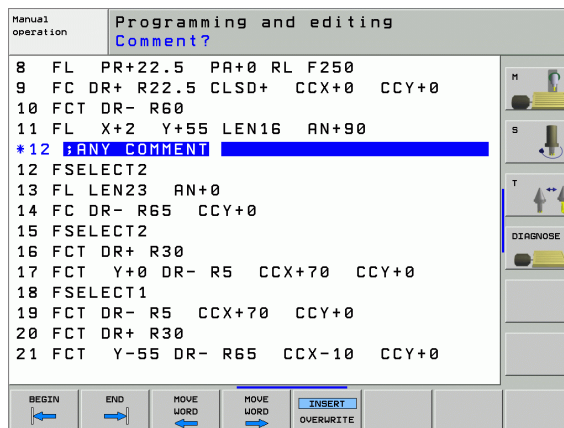 Manual
operation
Programming and editing
Comment?
8 FL PR+22.5 PA+0 RL F250
9 FC DR+ R22.5 CLSD+ CCX+0 CCY+0
10 FCT DR- R60
11 FL X+2 Y+55 LEN16 AN+90
*12 ;ANY COMMENT
12 FSELECT2
13 FL LEN23 AN+0
14 FC DR- R65 CCY+0
15 FSELECT2
16 FCT DR+ R30
17 FCT Y+0 DR- R5 CCX+70 CCY+0
18 FSELECT1
19 FCT DR- R5 CCX+70 CCY+0
20 FCT DR+ R30
21 FCT Y-55 DR- R65 CCX-10 CCY+0
M
S
T
DIAGNOSE
BEGIN
END
MOVE
WORD
MOVE
WORD
INSERT
OVERWRITE